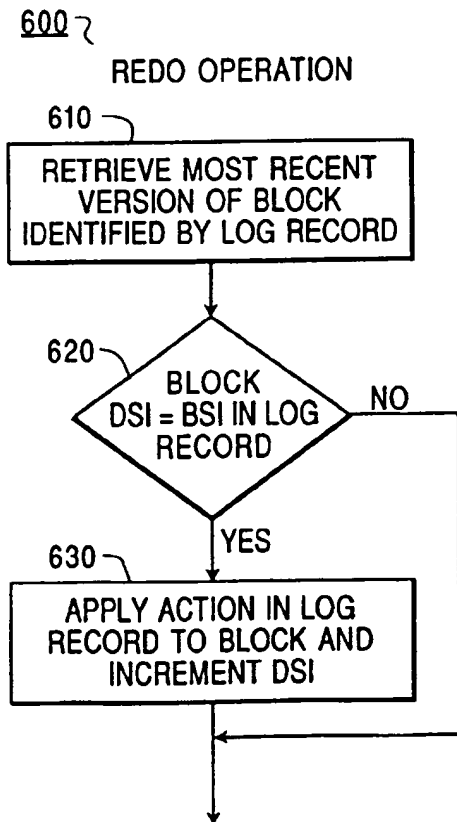 600
REDO OPERATION
610
RETRIEVE MOST RECENT
VERSION OF BLOCK
IDENTIFIED BY LOG RECORD
620
BLOCK
DSI = BSI IN LOG
RECORD
NO
YES
630
APPLY ACTION IN LOG
RECORD TO BLOCK AND
INCREMENT DSI